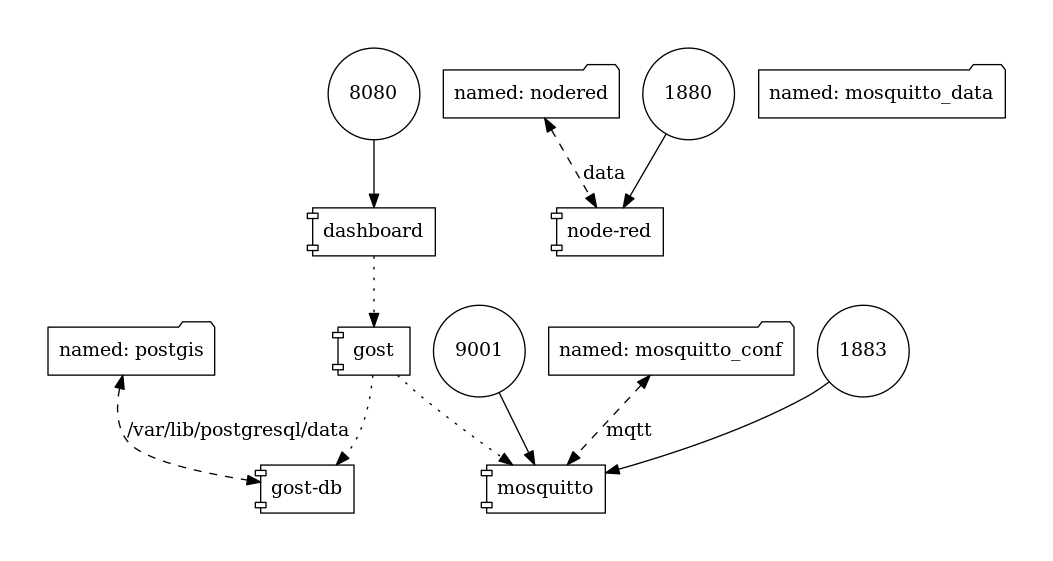 8080
named: nodered
1880
named: mosquitto_data
data
dashboard
node-red
named: postgis
gost
9001
named: mosquitto_conf
1883
/var/lib/postgresql/data
mqtt
gost-db
mosquitto